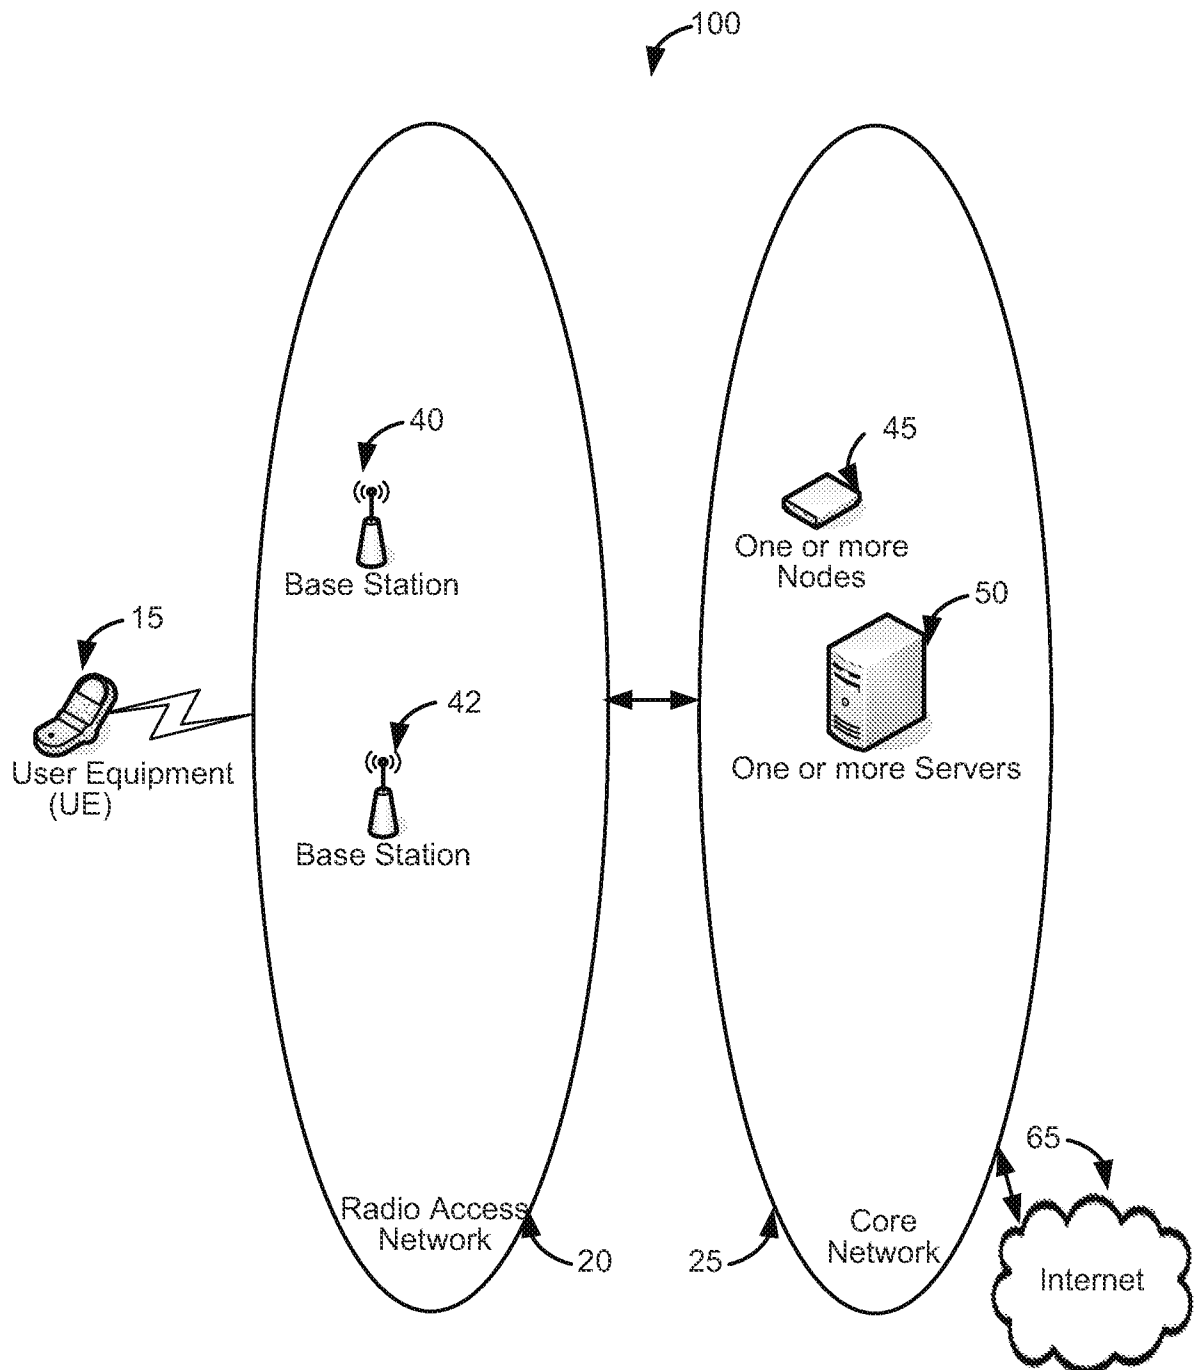 100
40
Base Station
45
One or more
Nodes
50
One or more Servers
15
User Equipment
(UE)
42
Base Station
65
Radio Access
Network
20
25
Core
Network
Internet